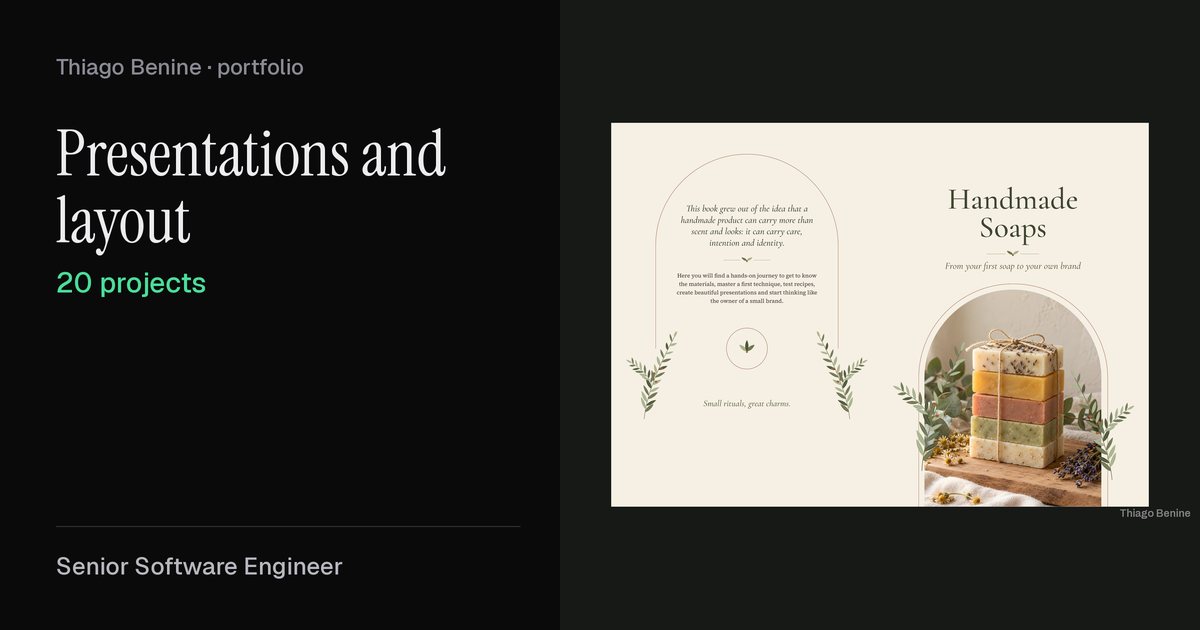 Thiago Benine · portfolio
Presentations and
layout
20 projects
Senior Software Engineer
This book grew out of the idea that a
handmade product can carry more than
scent and looks: it can carry care,
intention and identity.
Here you will find a hands-on journey to get to know
the materials, master a first technique, test recipes,
create beautiful presentations and start thinking like
the owner of a small brand.
Small rituals, great charms.
Handmade
Soaps
From your first soap to your own brand
Thiago Benine